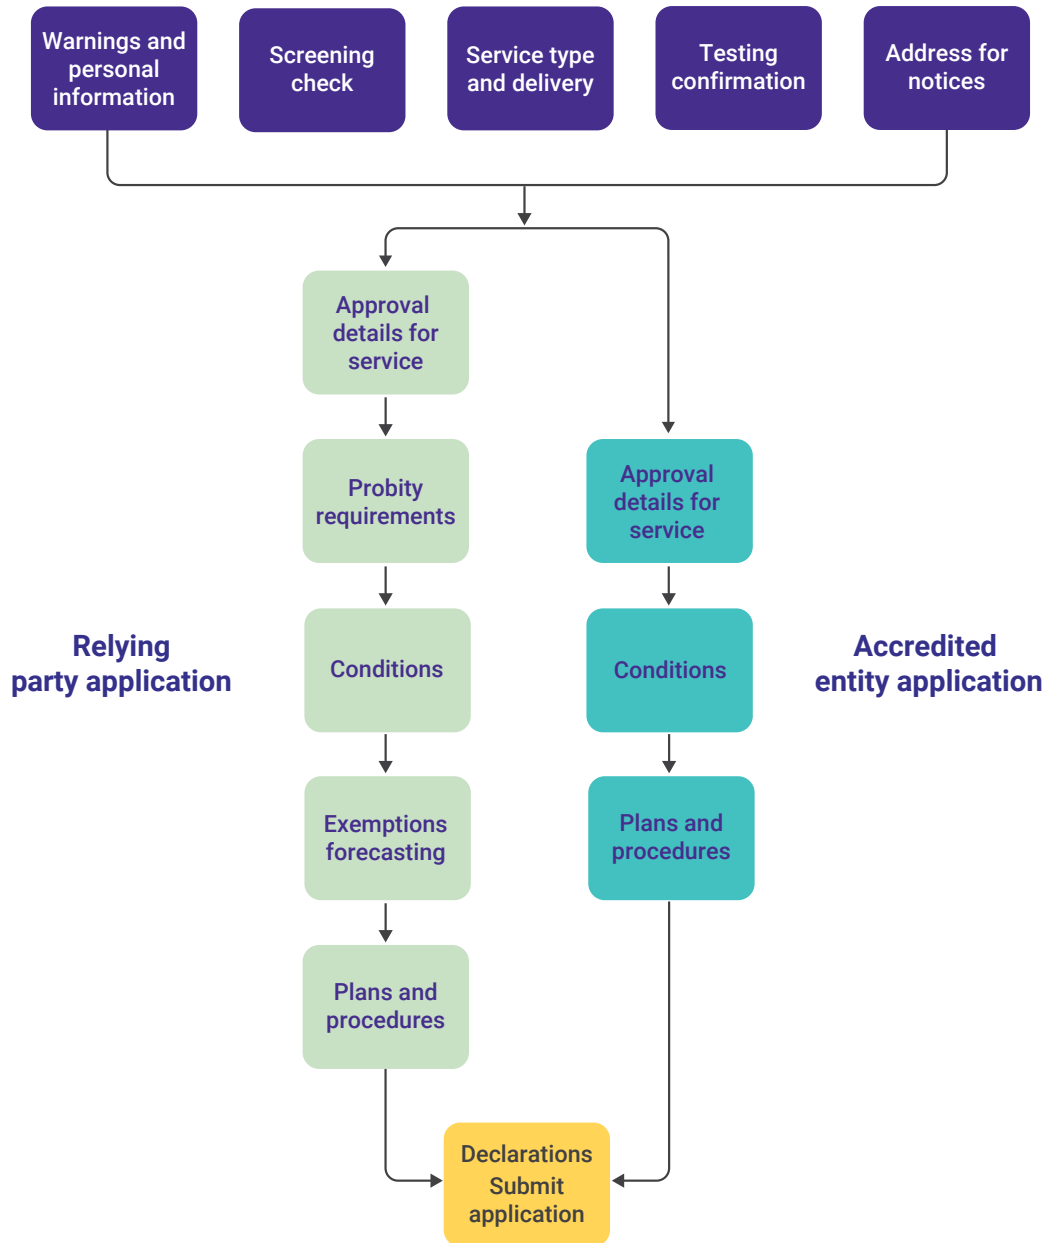 Warnings and
personal
information
Screening
check
Service type
and delivery
Testing
confirmation
Address for
notices
Approval
details for
service
Probity
requirements
Approval
details for
service
Relying
party application
Conditions
Conditions
Accredited
entity application
Exemptions
forecasting
Plans and
procedures
Plans and
procedures
Declarations
Submit
application